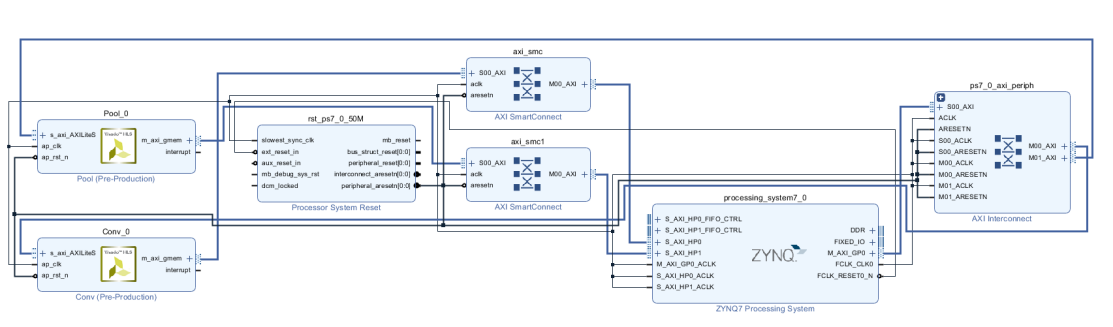 axi_smc
S00_AXI
aclk
aresetn
M00_AXI
AXI SmartConnect
Pool_0
s_axi_AXILiteS
ap_clk
ap_rst_n
Vivado™ HLS
m_axi_gmem
interrupt
Pool (Pre-Production)
rst_ps7_0_50M
slowest_sync_clk
ext_reset_in
aux_reset_in
mb_debug_sys_rst
dcm_locked
mb_reset
bus_struct_reset[0:0]
peripheral_reset[0:0]
interconnect_aresetn[0:0]
peripheral_aresetn[0:0]
Processor System Reset
axi_smc1
S00_AXI
aclk
aresetn
M00_AXI
AXI SmartConnect
ps7_0_axi_periph
S00_AXI
ACLK
ARESETN
S00_ACLK
S00_ARESETN
M00_ACLK
M00_ARESETN
M01_ACLK
M01_ARESETN
M00_AXI
M01_AXI
AXI Interconnect
Conv_0
s_axi_AXILiteS
ap_clk
ap_rst_n
Vivado™ HLS
m_axi_gmem
interrupt
Conv (Pre-Production)
processing_system7_0
S_AXI_HP0_FIFO_CTRL
S_AXI_HP1_FIFO_CTRL
S_AXI_HP0
S_AXI_HP1
M_AXI_GP0_ACLK
S_AXI_HP0_ACLK
S_AXI_HP1_ACLK
ZYNQ
DDR
FIXED_IO
M_AXI_GP0
FCLK_CLK0
FCLK_RESET0_N
ZYNQ7 Processing System